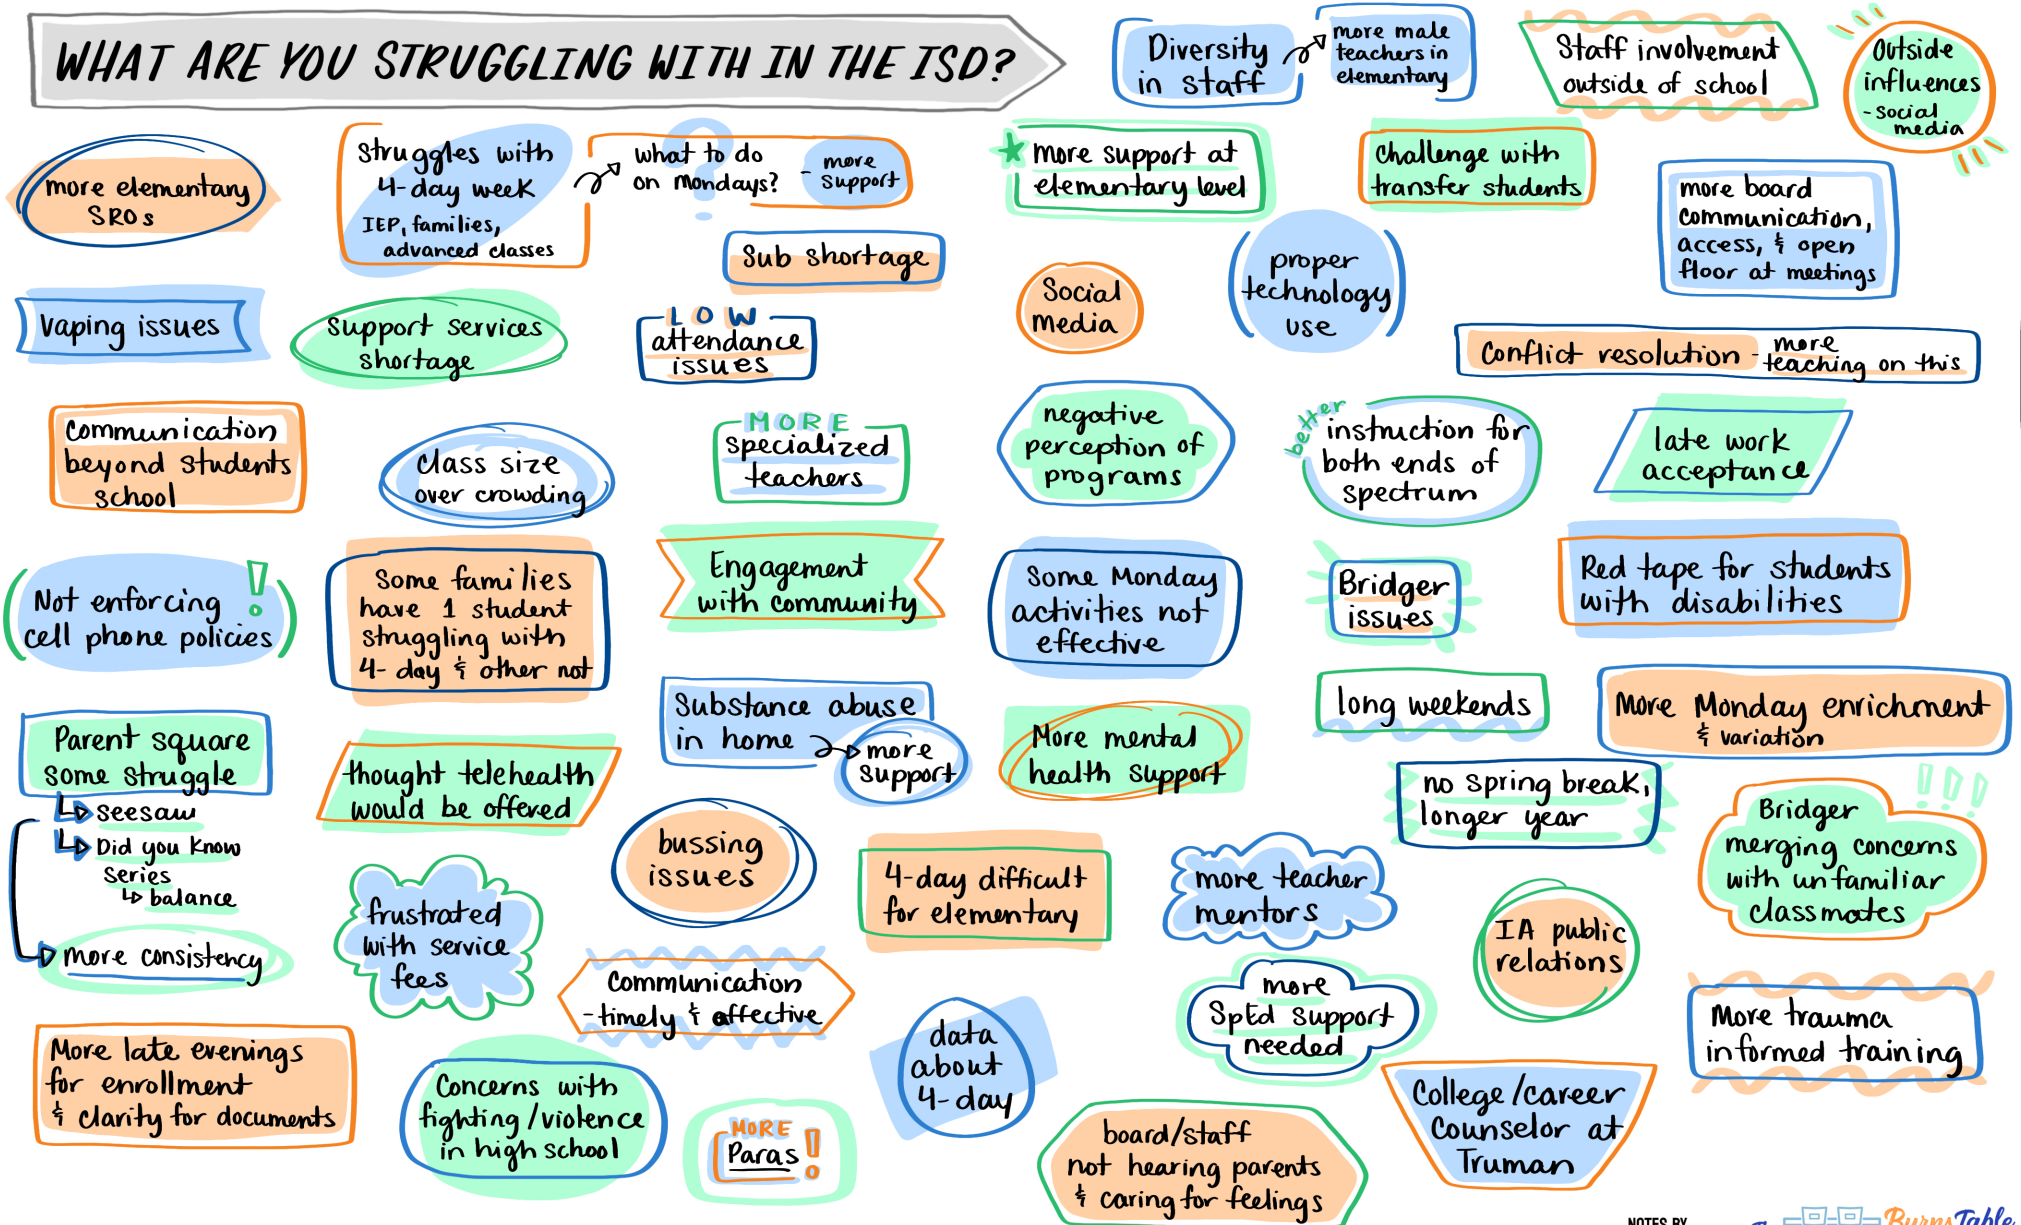 WHAT ARE YOU STRUGGLING WITH IN THE ISD?
Diversity
in staff
more male
teachers in
elementary
Staff involvement
outside of school
Outside
influences
- social
media
more elementary
SROs
Struggles with
4-day week
IEP, families,
advanced classes
what to do
on Mondays?
- more
support
Sub shortage
more support at
elementary level
Challenge with
transfer students
more board
communication,
access, & open
floor at meetings
Vaping issues
Support services
shortage
LOW
attendance
issues
Social
Media
proper
technology
use
Conflict resolution - more
teaching on this
Communication
beyond students
school
Class size
over crowding
MORE
specialized
teachers
negative
perception of
programs
better
instruction for
both ends of
spectrum
late work
acceptance
Not enforcing
cell phone policies!
Some families
have 1 student
struggling with
4-day & other not
Engagement
with community
Some Monday
activities not
effective
Bridger
issues
Red tape for students
with disabilities
Parent square
some struggle
seesaw
Did you know
series
balance
more consistency
thought telehealth
would be offered
Substance abuse
in home
more
support
More mental
health support
long weekends
More Monday enrichment
& variation
no spring break,
longer year
Bridger
merging concerns
with unfamiliar
classmates
!!!
frustrated
with service
fees
bussing
issues
4-day difficult
for elementary
more teacher
mentors
IA public
relations
Communication
- timely & effective
More late evenings
for enrollment
& clarity for documents
Concerns with
fighting/violence
in high school
MORE
Paras!
data
about
4-day
more
SpEd support
needed
More trauma
informed training
board/staff
not hearing parents
& caring for feelings
College/career
Counselor at
Truman
NOTES BY
BurnsTable